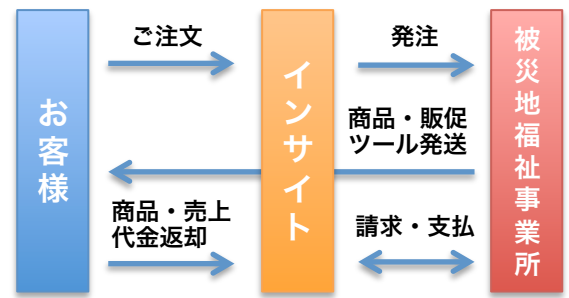 お客様
ご注文
インサイト
発注
被災地福祉事業所
商品・販促
ツール発送
商品・売上
代金返却
請求・支払